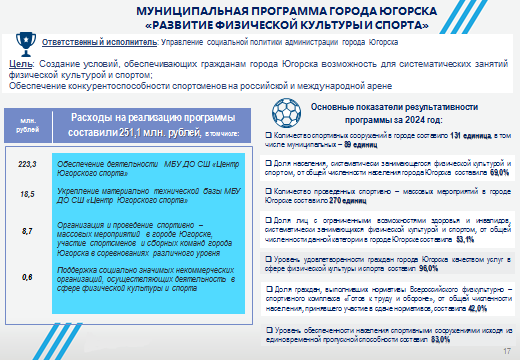 МУНИЦИПАЛЬНАЯ ПРОГРАММА ГОРОДА ЮГОРСКА
«РАЗВИТИЕ ФИЗИЧЕСКОЙ КУЛЬТУРЫ И СПОРТА»
Ответственный исполнитель: Управление социальной политики администрации города Югорска
Цель: Создание условий, обеспечивающих гражданам города Югорска возможность для систематических занятий
физической культурой и спортом;
Обеспечение конкурентоспособности спортсменов на российской и международной арене
млн.
рублей
Расходы на реализацию программы
составили 251,1 млн. рублей, в том числе:
223,3
Обеспечение деятельности МБУ ДО СШ «Центр
Югорского спорта»
18,5
Укрепление материально технической базы МБУ
ДО СШ «Центр Югорского спорта»
8,7
Организация и проведение спортивно –
массовых мероприятий в городе Югорске,
участие спортсменов и сборных команд города
Югорска в соревнованиях различного уровня
0,6
Поддержка социально значимых некоммерческих
организаций, осуществляющих деятельность в
сфере физической культуры и спорта
Основные показатели результативности
программы за 2024 год:
Количество спортивных сооружений в городе составило 131 единица, в том
числе муниципальных – 89 единиц
Доля населения, систематически занимающегося физической культурой и
спортом, от общей численности населения города Югорска составила 69,0%
Количество проведенных спортивно – массовых мероприятий в городе
Югорске составило 270 единиц
Доля лиц с ограниченными возможностями здоровья и инвалидов,
систематически занимающихся физической культурой и спортом, от общей
численности данной категории в городе Югорске составила 53,1%
Уровень удовлетворенности граждан города Югорска качеством услуг в
сфере физической культуры и спорта составил 96,0%
Доля граждан, выполнивших нормативы Всероссийского физкультурно –
спортивного комплекса «Готов к труду и обороне», от общей численности
населения, принявшего участие в сдаче нормативов, составила 42,0%
Уровень обеспеченности населения спортивными сооружениями исходя из
единовременной пропускной способности составил 83,0%
17